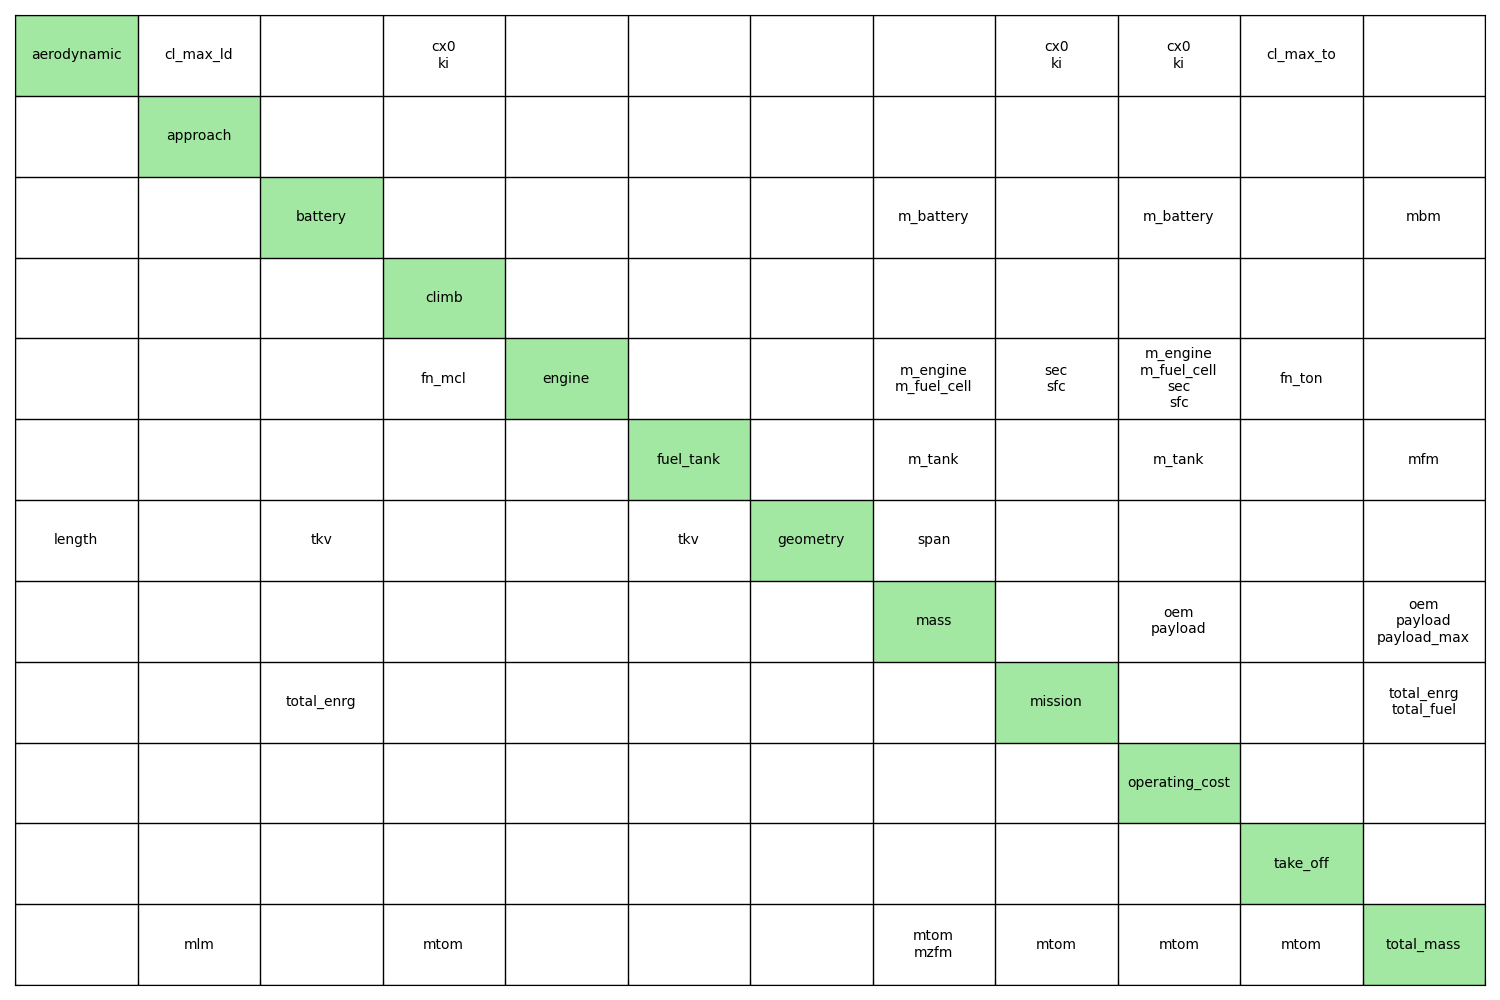 aerodynamic
cl_max_ld
cx0
ki
cx0
ki
cx0
ki
cl_max_to
approach
battery
m_battery
m_battery
mbm
climb
fn_mcl
engine
m_engine
m_fuel_cell
sec
sfc
m_engine
m_fuel_cell
sec
sfc
fn_ton
fuel_tank
m_tank
m_tank
mfm
length
tkv
tkv
geometry
span
mass
oem
payload
oem
payload
payload_max
total_enrg
mission
total_enrg
total_fuel
operating_cost
take_off
mlm
mtom
mtom
mzfm
mtom
mtom
mtom
total_mass